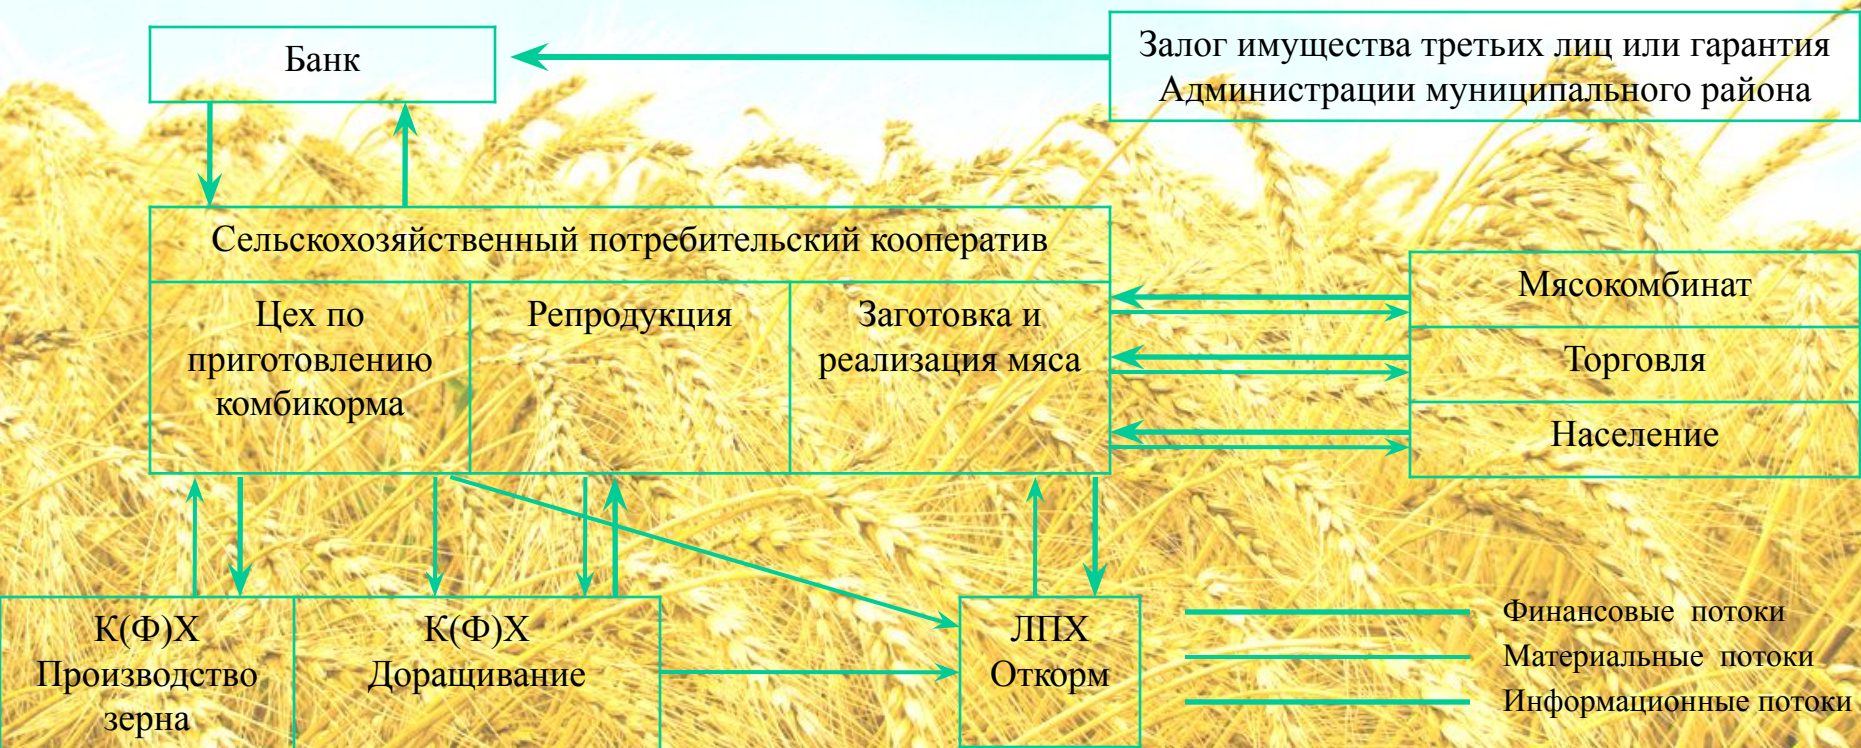 Банк
Залог имущества третьих лиц или гарантия
Администрации муниципального района
Сельскохозяйственный потребительский кооператив
Цех по
приготовлению
комбикорма
Репродукция
Заготовка и
реализация мяса
Мясокомбинат
Торговля
Население
К(Ф)Х
Производство
зерна
К(Ф)Х
Доращивание
ЛПХ
Откорм
Финансовые потоки
Материальные потоки
Информационные потоки